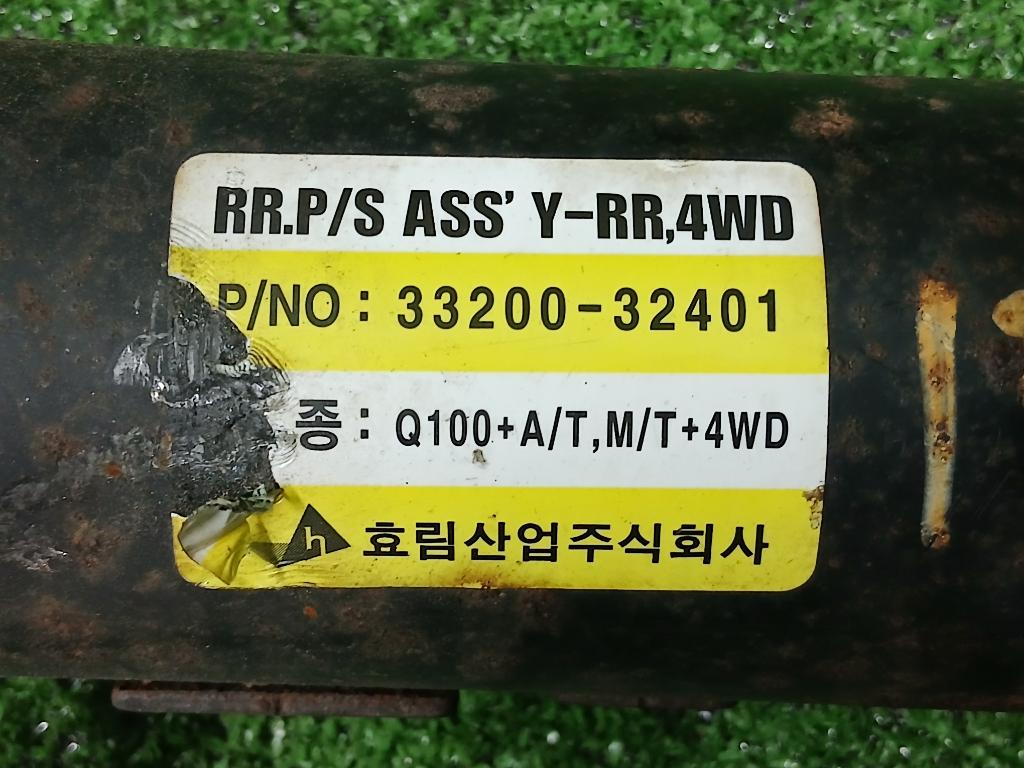 RR.P/S ASS'Y-RR,4WD
P/NO : 33200-32401
종 : Q100+A/T,M/T+4WD
h 효림산업주식회사